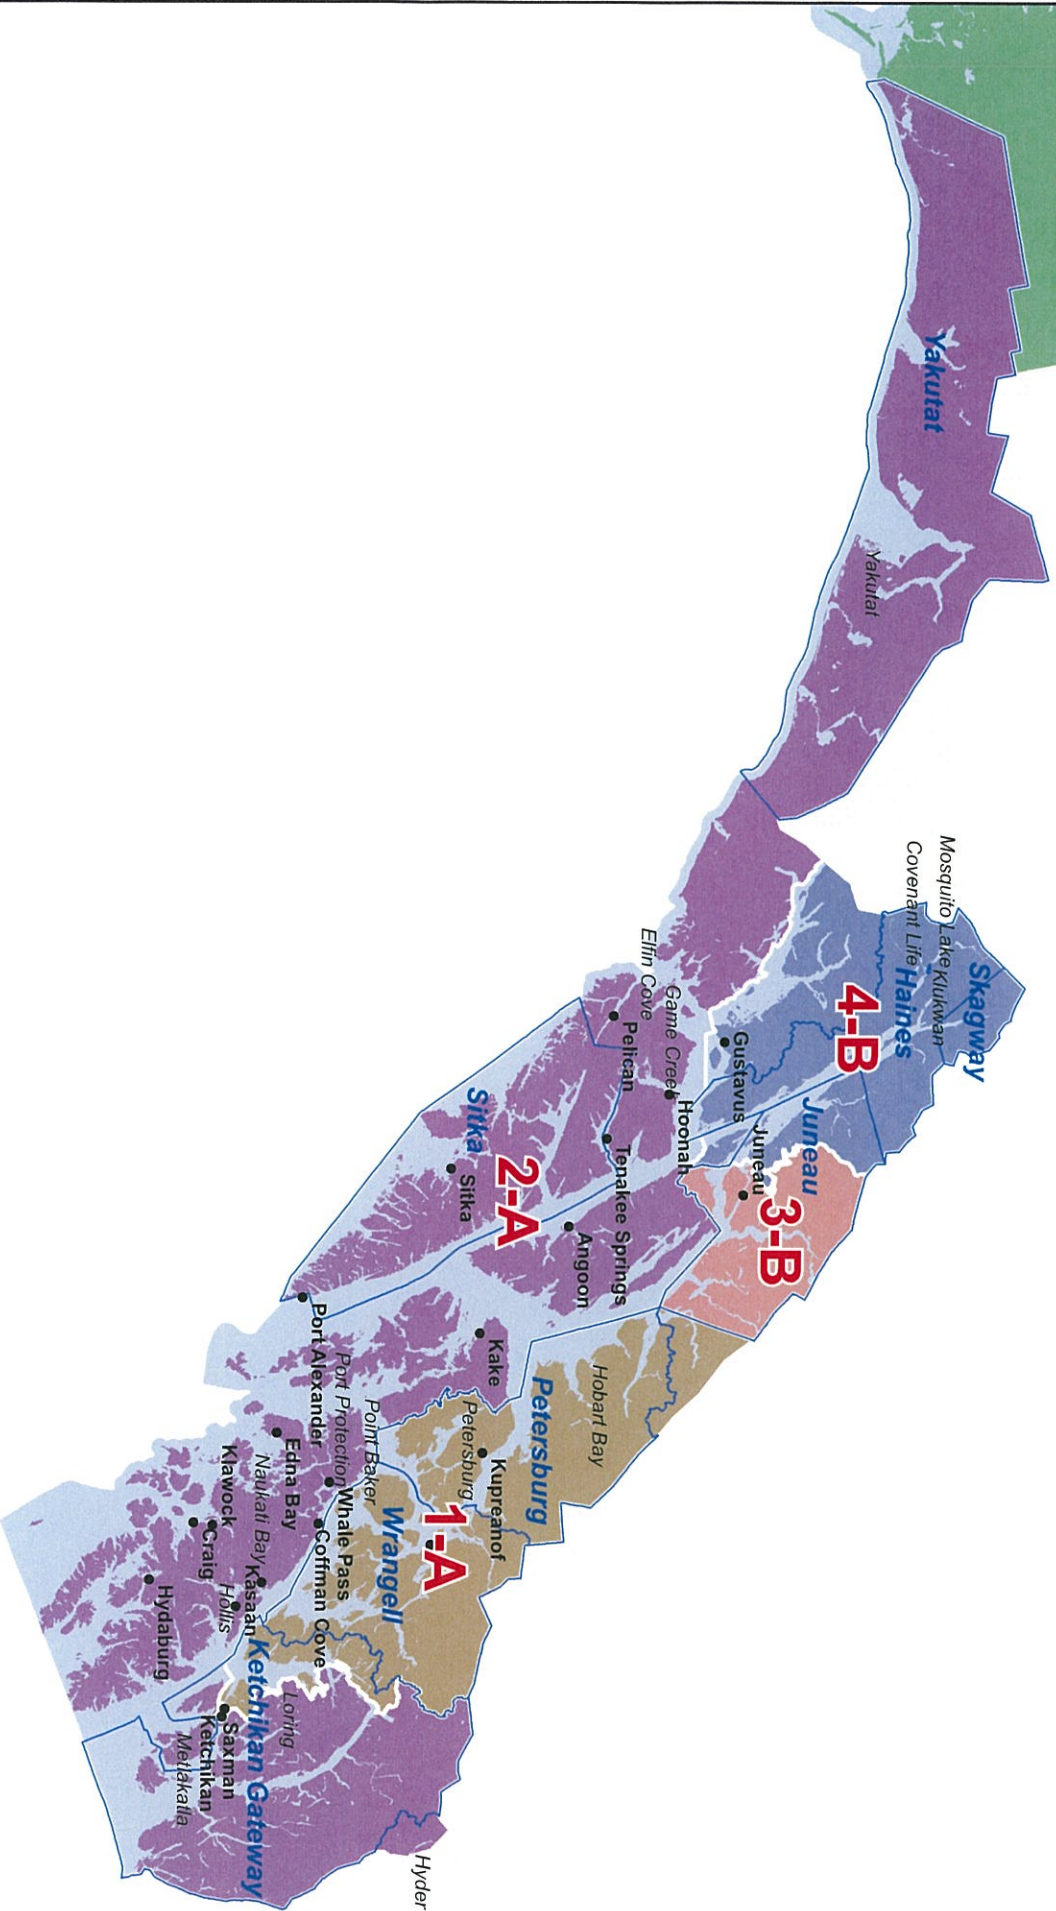 Skagway
Mosquito Lake
Klukwan
Covenant Life
Haines
4-B
Yakutat
Yakutat
Juneau
3-B
Juneau
Gustavus
Hoonah
Game Creek
Elfin Cove
Pelican
Tenakee Springs
Hobart Bay
Angoon
Petersburg
2-A
Sitka
Sitka
Kake
Kupreanof
Petersburg
1-A
Wrangell
Hyder
Point Baker
Port Protection
Whale Pass
Port Alexander
Coffman Cove
Edna Bay
Loring
Naukati Bay
Kasaan
Ketchikan Gateway
Klawock
Hollis
Saxman
Craig
Ketchikan
Metlakatla
Hydaburg